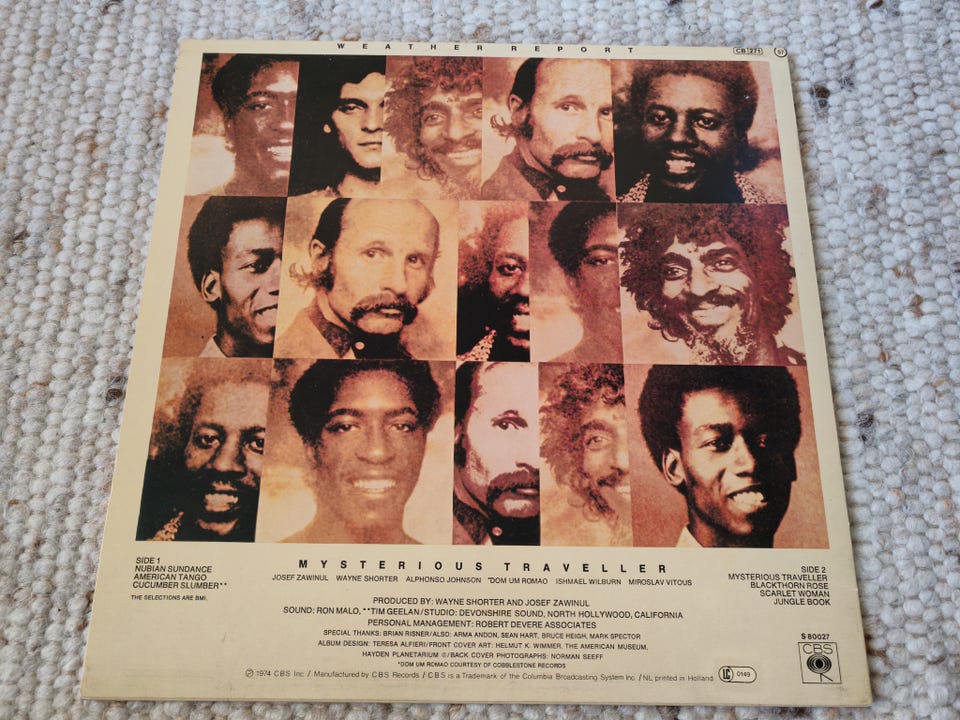 WEATHER REPORT
CB 271
ST
SIDE 1
NUBIAN SUNDANCE
AMERICAN TANGO
CUCUMBER SLUMBER**
THE SELECTIONS ARE BMI.
MYSTERIOUS TRAVELLER
JOSEF ZAWINUL WAYNE SHORTER ALPHONSO JOHNSON *DOM UM ROMAO ISHMAEL WILBURN MIROSLAV VITOUS
SIDE 2
MYSTERIOUS TRAVELLER
BLACKTHORN ROSE
SCARLET WOMAN
JUNGLE BOOK
PRODUCED BY: WAYNE SHORTER AND JOSEF ZAWINUL
SOUND: RON MALO, **TIM GEELAN/STUDIO: DEVONSHIRE SOUND, NORTH HOLLYWOOD, CALIFORNIA
PERSONAL MANAGEMENT: ROBERT DEVERE ASSOCIATES
SPECIAL THANKS: BRIAN RISNER/ALSO: ARMA ANDON, SEAN HART, BRUCE HEIGH, MARK SPECTOR
ALBUM DESIGN: TERESA ALFIERI/FRONT COVER ART: HELMUT K. WIMMER, THE AMERICAN MUSEUM,
HAYDEN PLANETARIUM ©/BACK COVER PHOTOGRAPHS: NORMAN SEEFF
*DOM UM ROMAO COURTESY OF COBBLESTONE RECORDS
℗ 1974 CBS Inc / Manufactured by CBS Records / CBS is a Trademark of the Columbia Broadcasting System Inc / NL printed in Holland
LC 0149
S 80027
CBS